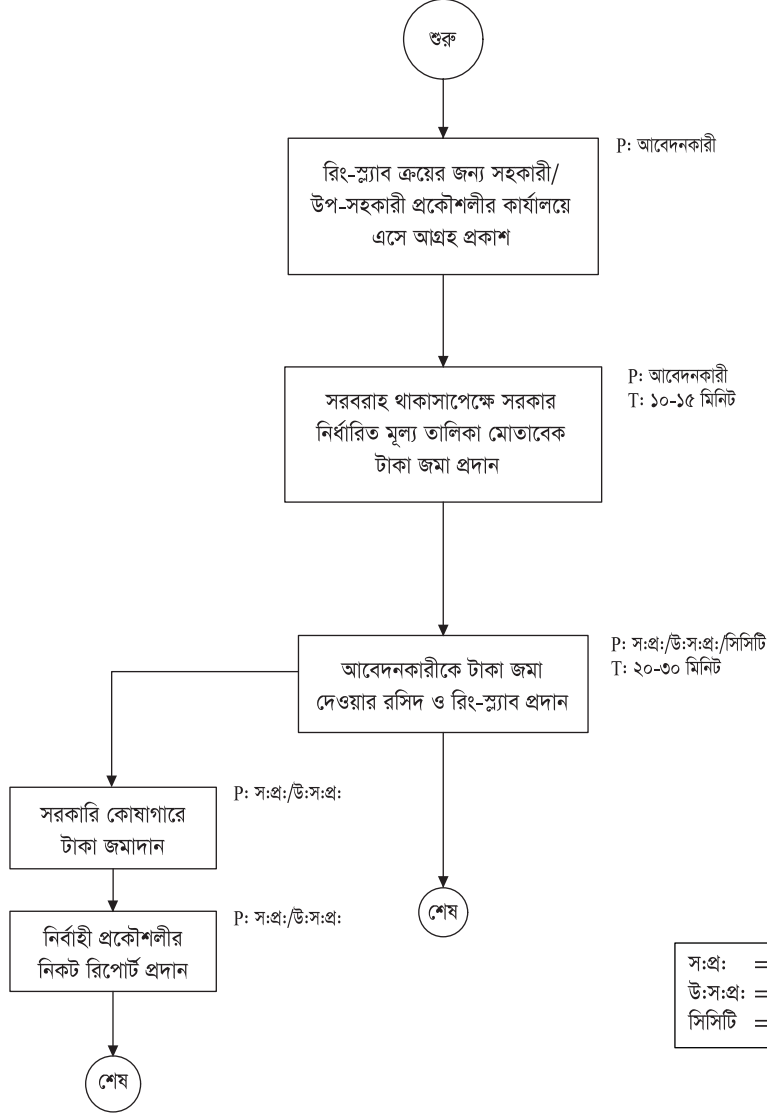 শুরু
P: আবেদনকারী
রিং-স্ল্যাব ক্রয়ের জন্য সহকারী/
উপ-সহকারী প্রকৌশলীর কার্যালয়ে
এসে আগ্রহ প্রকাশ
P: আবেদনকারী
T: ১০-১৫ মিনিট
সরবরাহ থাকাসাপেক্ষে সরকার
নির্ধারিত মূল্য তালিকা মোতাবেক
টাকা জমা প্রদান
P: স:প্র:/উ:স:প্র:/সিসিটি
T: ২০-৩০ মিনিট
আবেদনকারীকে টাকা জমা
দেওয়ার রসিদ ও রিং-স্ল্যাব প্রদান
P: স:প্র:/উ:স:প্র:
সরকারি কোষাগারে
টাকা জমাদান
শেষ
P: স:প্র:/উ:স:প্র:
নির্বাহী প্রকৌশলীর
নিকট রিপোর্ট প্রদান
স:প্র: =
উ:স:প্র: =
সিসিটি =
শেষ